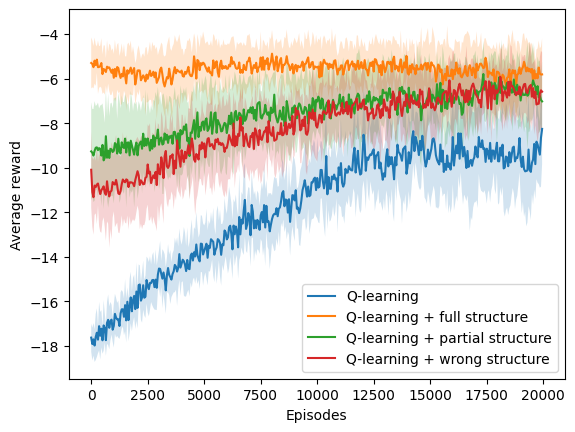 Average reward
−4
−6
−8
−10
−12
−14
−16
−18
0 2500 5000 7500 10000 12500 15000 17500 20000
Episodes
Q-learning
Q-learning + full structure
Q-learning + partial structure
Q-learning + wrong structure